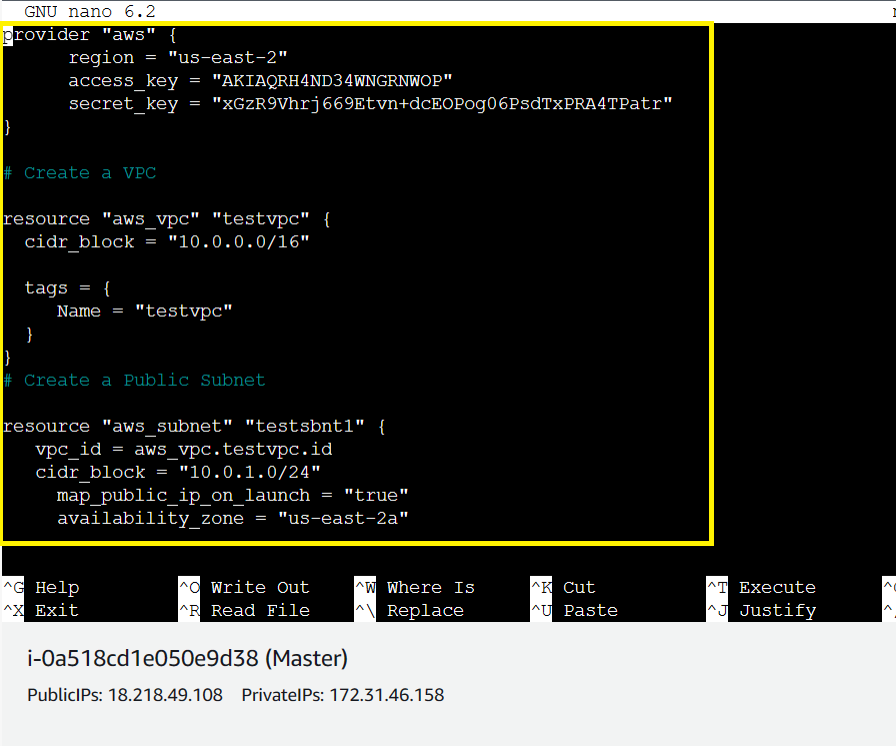 GNU nano 6.2
provider "aws" {
region = "us-east-2"
access_key = "AKIAQRH4ND34WNGRNWOP"
secret_key = "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"
}
# Create a VPC
resource "aws_vpc" "testvpc" {
cidr_block = "10.0.0.0/16"
tags = {
Name = "testvpc"
}
}
# Create a Public Subnet
resource "aws_subnet" "testsbnt1" {
vpc_id = aws_vpc.testvpc.id
cidr_block = "10.0.1.0/24"
map_public_ip_on_launch = "true"
availability_zone = "us-east-2a"
^G Help ^O Write Out ^W Where Is ^K Cut ^T Execute
^X Exit ^R Read File ^\ Replace ^U Paste ^J Justify
i-0a518cd1e050e9d38 (Master)
PublicIPs: 18.218.49.108 PrivateIPs: 172.31.46.158